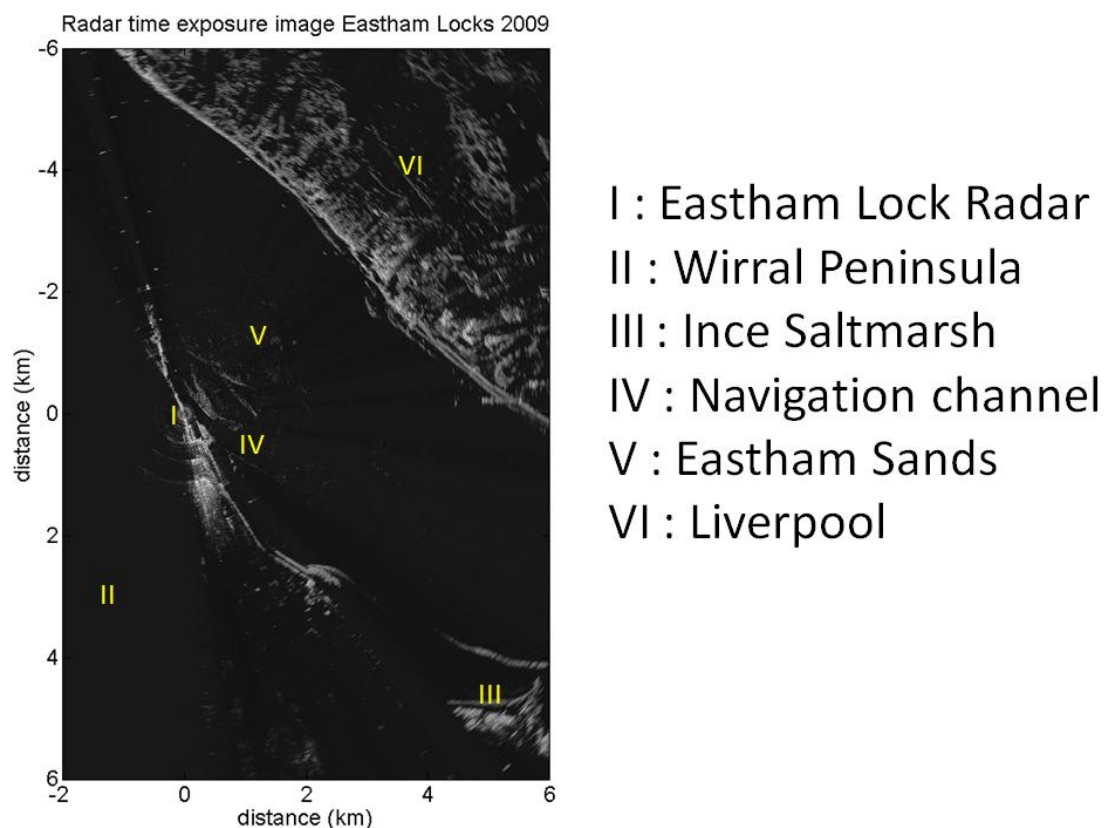 Radar time exposure image Eastham Locks 2009
-6
-4
-2
0
2
4
6
distance (km)
-2
0
2
4
6
distance (km)
VI
V
I
IV
II
III
I : Eastham Lock Radar
II : Wirral Peninsula
III : Ince Saltmarsh
IV : Navigation channel
V : Eastham Sands
VI : Liverpool